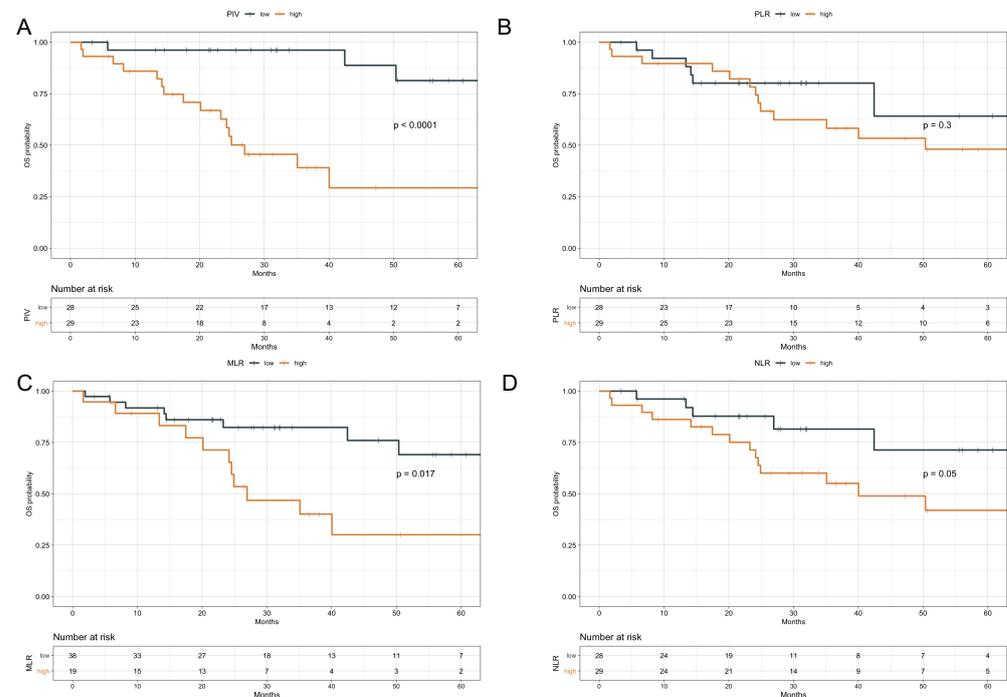 A
PIV low high
1.00
0.75
0.50
0.25
0.00
OS probability
p < 0.0001
0 10 20 30 40 50 60
Months
Number at risk
PIV
low 28 25 22 17 13 12 7
high 29 23 18 8 4 2 2
0 10 20 30 40 50 60
Months
B
PLR low high
1.00
0.75
0.50
0.25
0.00
OS probability
p = 0.3
0 10 20 30 40 50 60
Months
Number at risk
PLR
low 28 23 17 10 5 4 3
high 29 25 23 15 12 10 6
0 10 20 30 40 50 60
Months
C
MLR low high
1.00
0.75
0.50
0.25
0.00
OS probability
p = 0.017
0 10 20 30 40 50 60
Months
Number at risk
MLR
low 38 33 27 18 13 11 7
high 19 15 13 7 4 3 2
0 10 20 30 40 50 60
Months
D
NLR low high
1.00
0.75
0.50
0.25
0.00
OS probability
p = 0.05
0 10 20 30 40 50 60
Months
Number at risk
NLR
low 28 24 19 11 8 7 4
high 29 24 21 14 9 7 5
0 10 20 30 40 50 60
Months